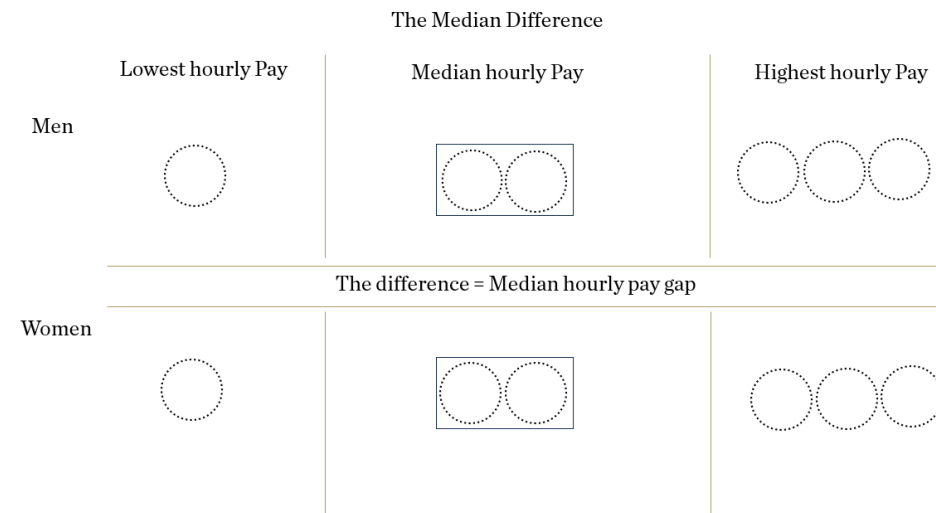 The Median Difference
Lowest hourly Pay
Median hourly Pay
Highest hourly Pay
Men
The difference = Median hourly pay gap
Women